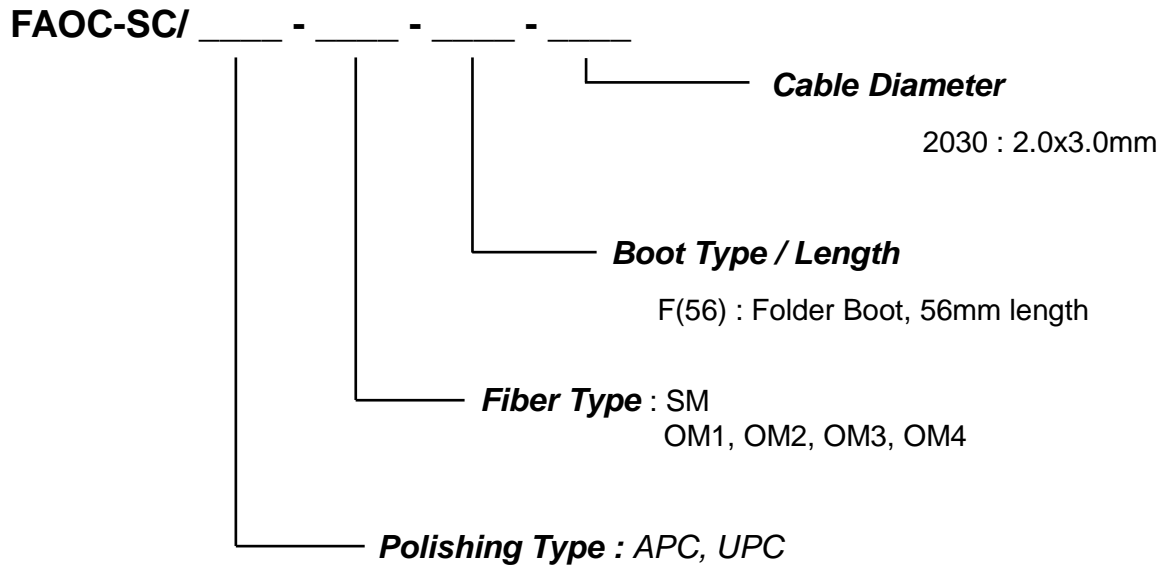 FAOC-SC/ ____ - ____ - ____ - ____
Cable Diameter
2030 : 2.0x3.0mm
Boot Type / Length
F(56) : Folder Boot, 56mm length
Fiber Type : SM
OM1, OM2, OM3, OM4
Polishing Type : APC, UPC